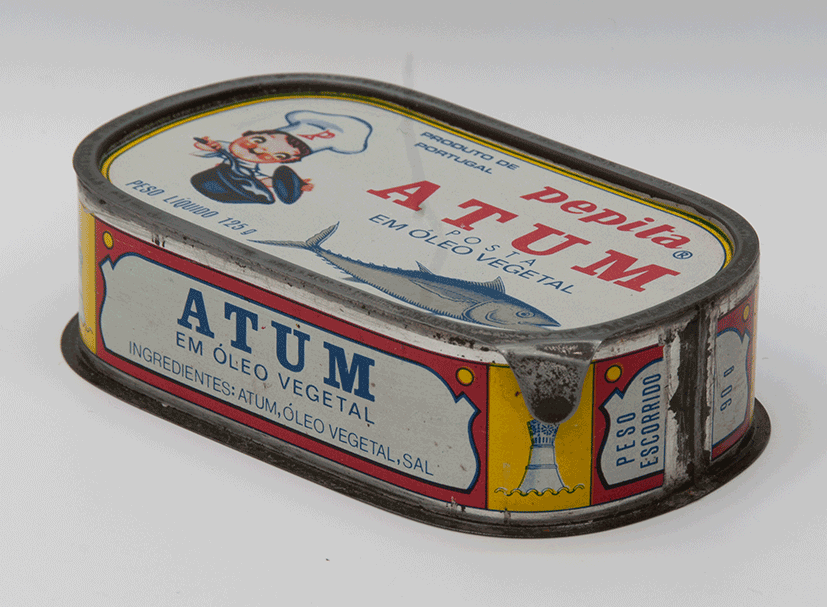 PRODUTO DE
PORTUGAL
pepita®
ATUM
POSTA
EM ÓLEO VEGETAL
PESO LÍQUIDO 125 g
ATUM
EM ÓLEO VEGETAL
INGREDIENTES: ATUM, ÓLEO VEGETAL, SAL
PESO
ESCORRIDO
90 g